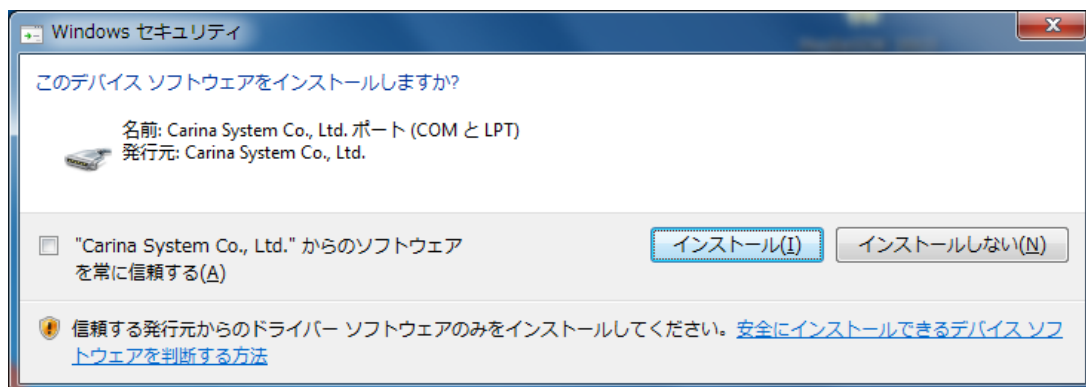 Windows セキュリティ
このデバイス ソフトウェアをインストールしますか?
名前: Carina System Co., Ltd. ポート (COM と LPT)
発行元: Carina System Co., Ltd.
"Carina System Co., Ltd." からのソフトウェア
を常に信頼する(A)
インストール(I)
インストールしない(N)
信頼する発行元からのドライバー ソフトウェアのみをインストールしてください。安全にインストールできるデバイス ソフ
トウェアを判断する方法